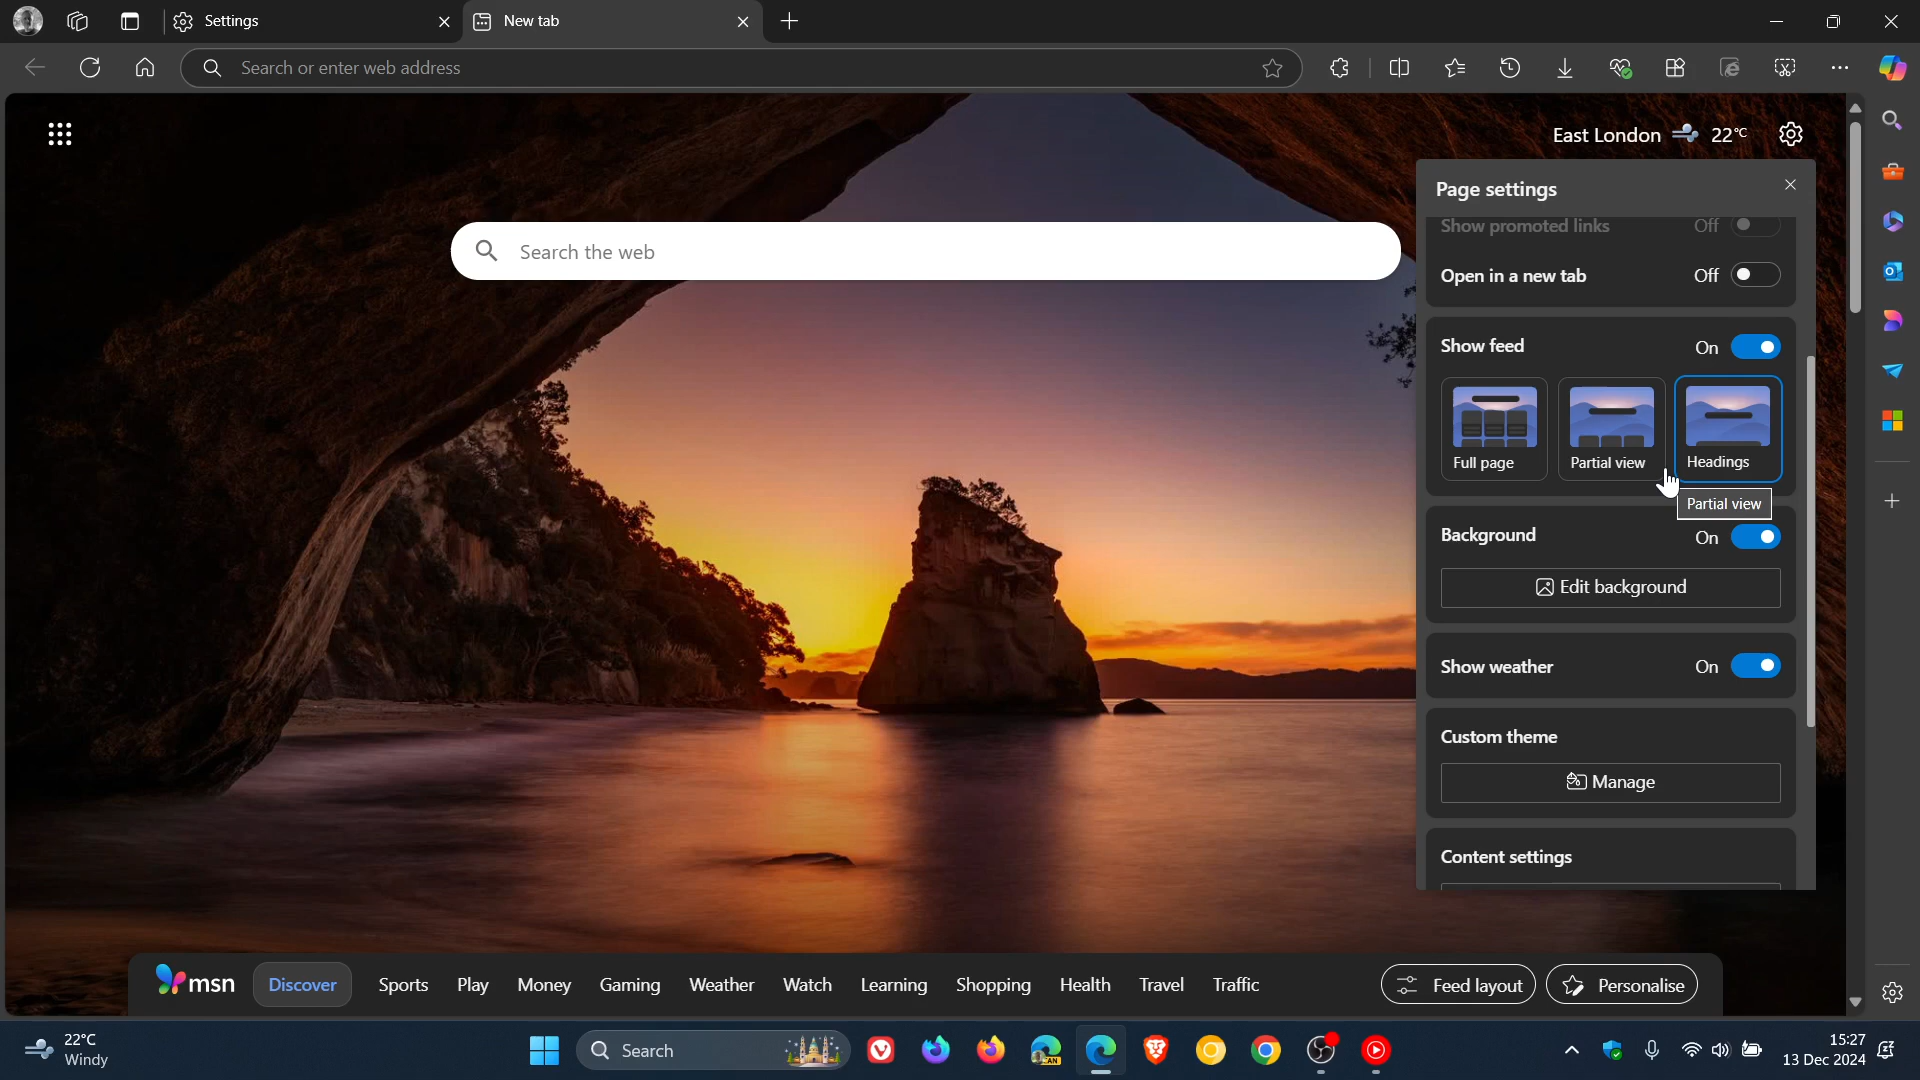 Settings
New tab
Search or enter web address
East London 22°C
Search the web
Page settings
Show promoted links Off
Open in a new tab Off
Show feed On
Full page
Partial view
Headings
Partial view
Background On
Edit background
Show weather On
Custom theme
Manage
Content settings
msn Discover Sports Play Money Gaming Weather Watch Learning Shopping Health Travel Traffic Feed layout Personalise
22°C
Windy
Search
CAN
15:27
13 Dec 2024